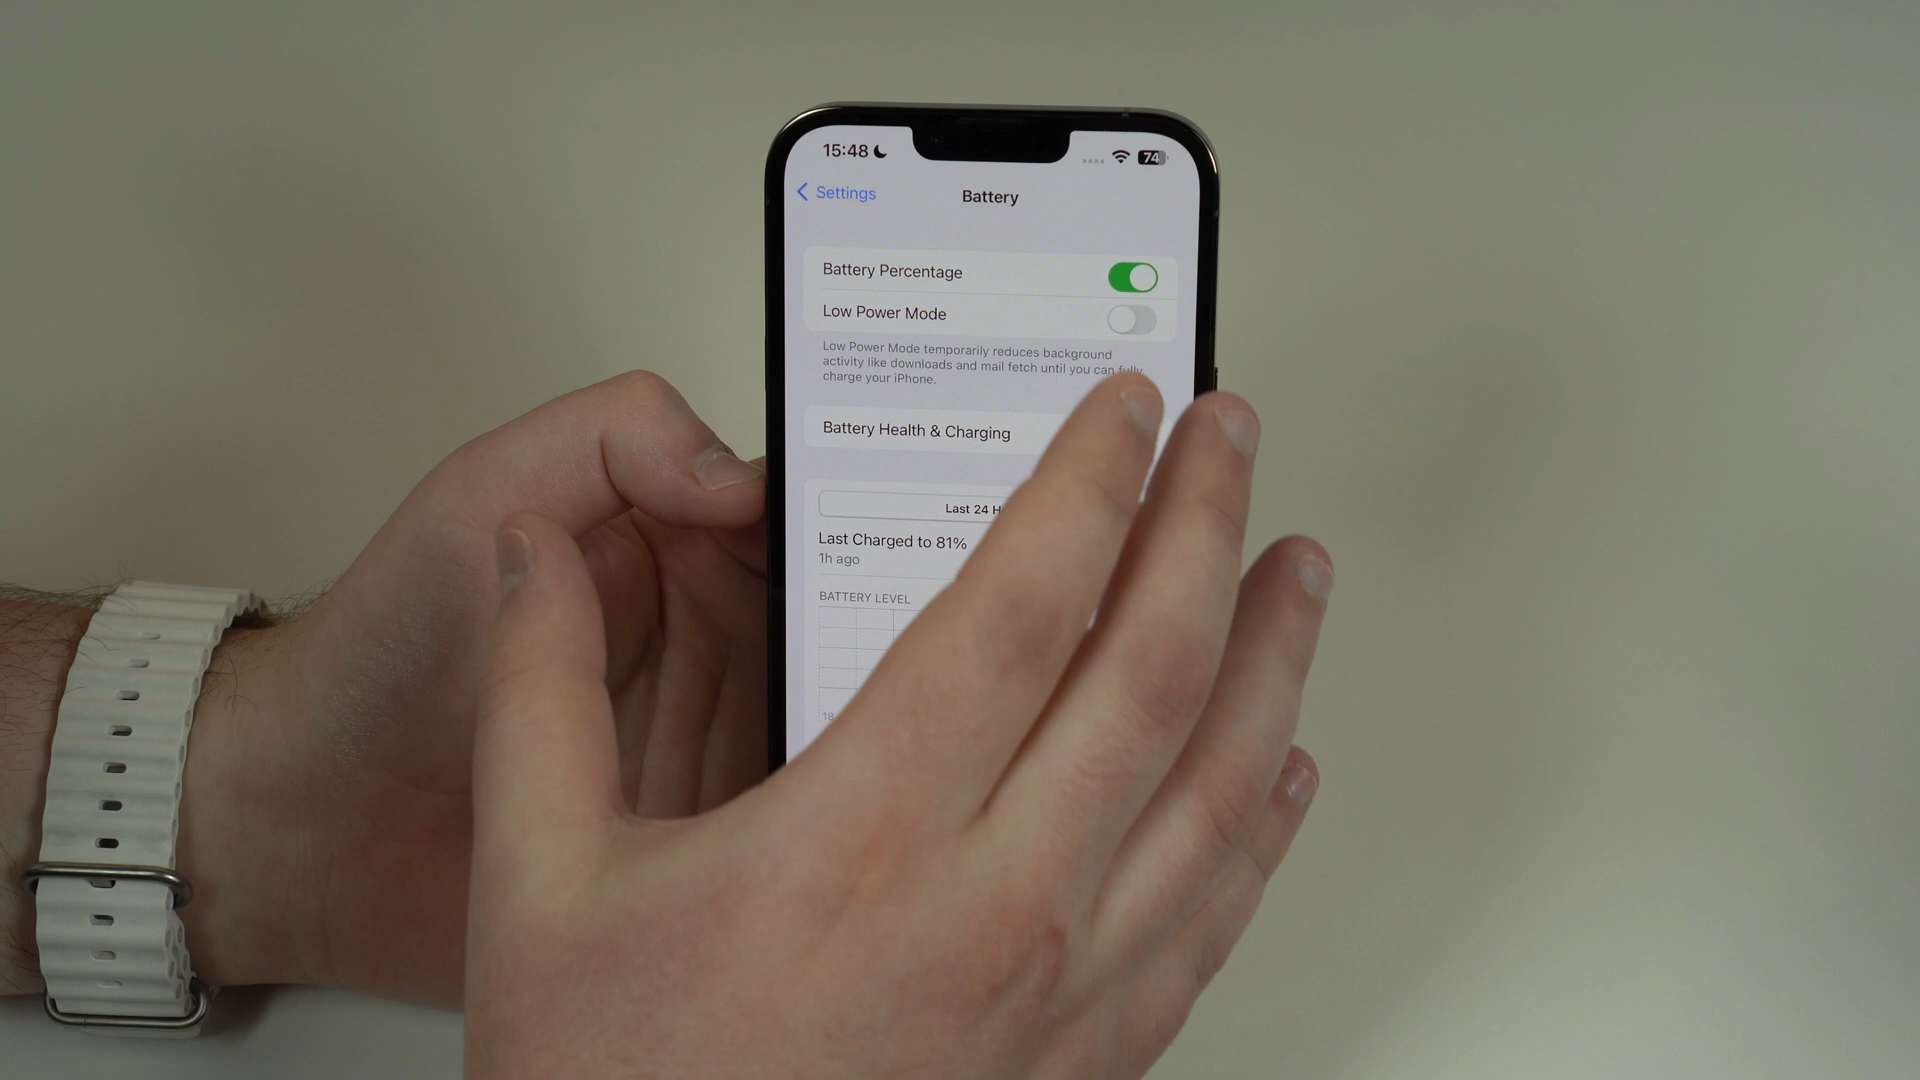 15:48
74
Settings
Battery
Battery Percentage
Low Power Mode
Low Power Mode temporarily reduces background
activity like downloads and mail fetch until you can fully
charge your iPhone.
Battery Health & Charging
Last 24 H
Last Charged to 81%
1h ago
BATTERY LEVEL
18